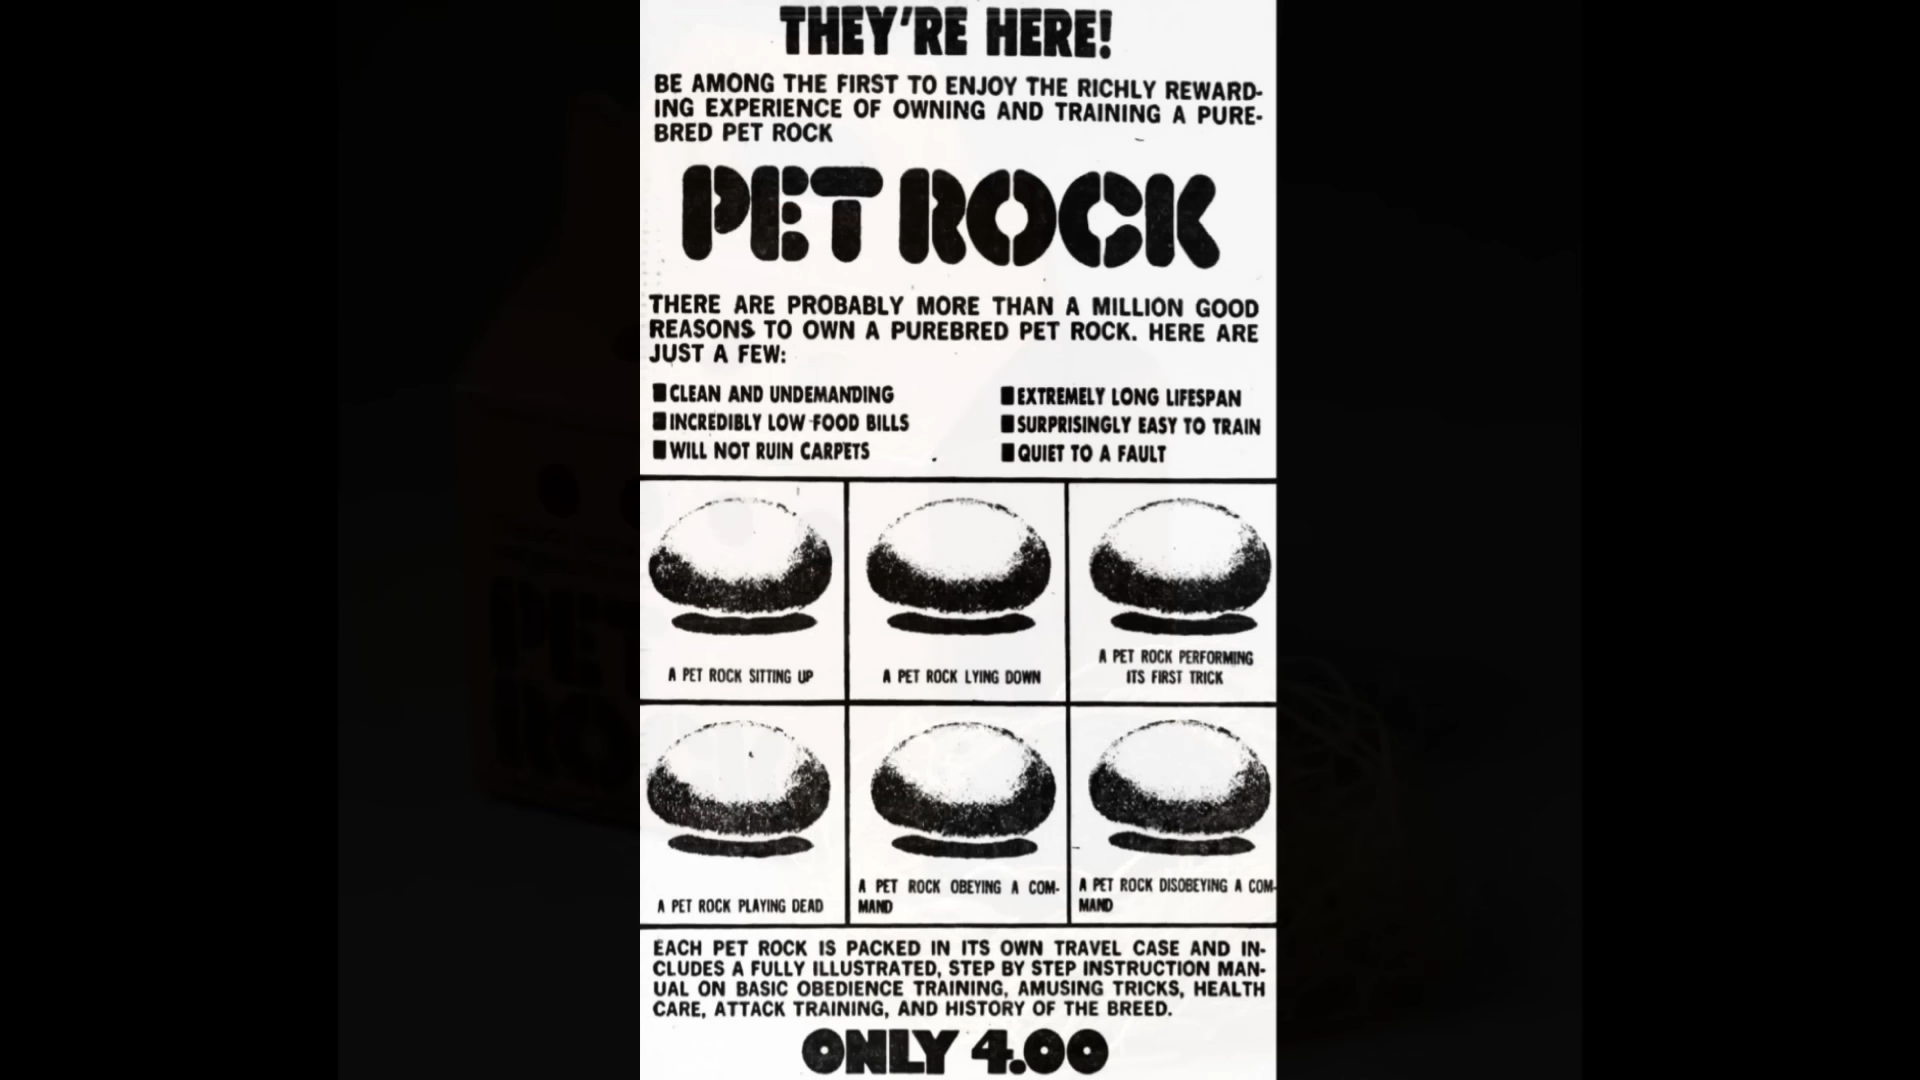 THEY'RE HERE!
BE AMONG THE FIRST TO ENJOY THE RICHLY REWARD-
ING EXPERIENCE OF OWNING AND TRAINING A PURE-
BRED PET ROCK
PET ROCK
THERE ARE PROBABLY MORE THAN A MILLION GOOD
REASONS TO OWN A PUREBRED PET ROCK. HERE ARE
JUST A FEW:
CLEAN AND UNDEMANDING
INCREDIBLY LOW FOOD BILLS
WILL NOT RUIN CARPETS
EXTREMELY LONG LIFESPAN
SURPRISINGLY EASY TO TRAIN
QUIET TO A FAULT
A PET ROCK SITTING UP
A PET ROCK LYING DOWN
A PET ROCK PERFORMING
ITS FIRST TRICK
A PET ROCK PLAYING DEAD
A PET ROCK OBEYING A COM-
MAND
A PET ROCK DISOBEYING A COM-
MAND
EACH PET ROCK IS PACKED IN ITS OWN TRAVEL CASE AND IN-
CLUDES A FULLY ILLUSTRATED, STEP BY STEP INSTRUCTION MAN-
UAL ON BASIC OBEDIENCE TRAINING, AMUSING TRICKS, HEALTH
CARE, ATTACK TRAINING, AND HISTORY OF THE BREED.
ONLY 4.00
PET
RO